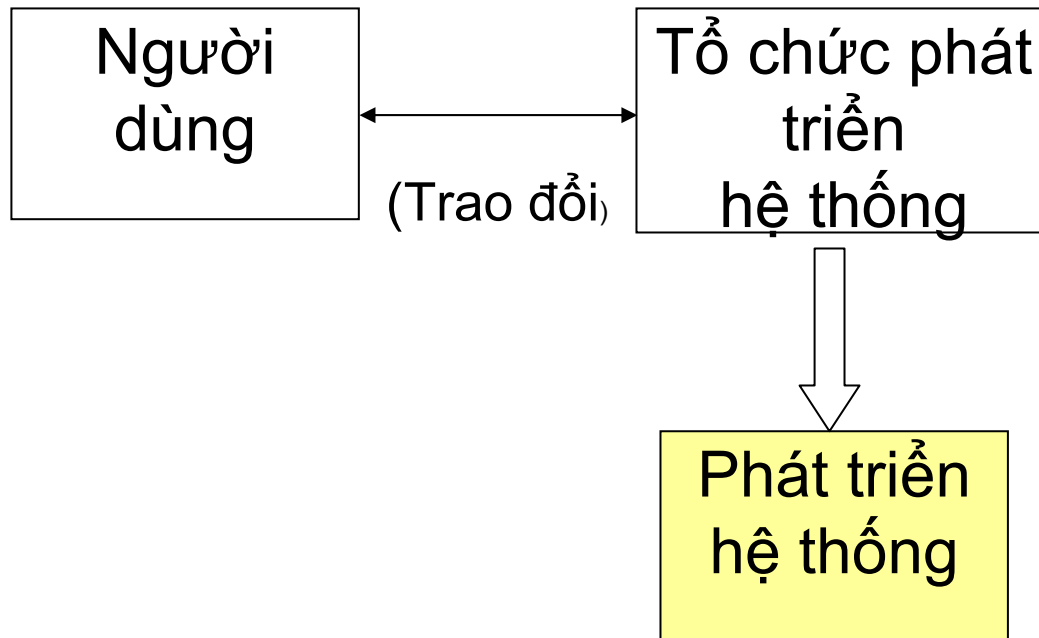 Người
dùng
Tổ chức phát
triển
hệ thống
(Trao đổi)
Phát triển
hệ thống